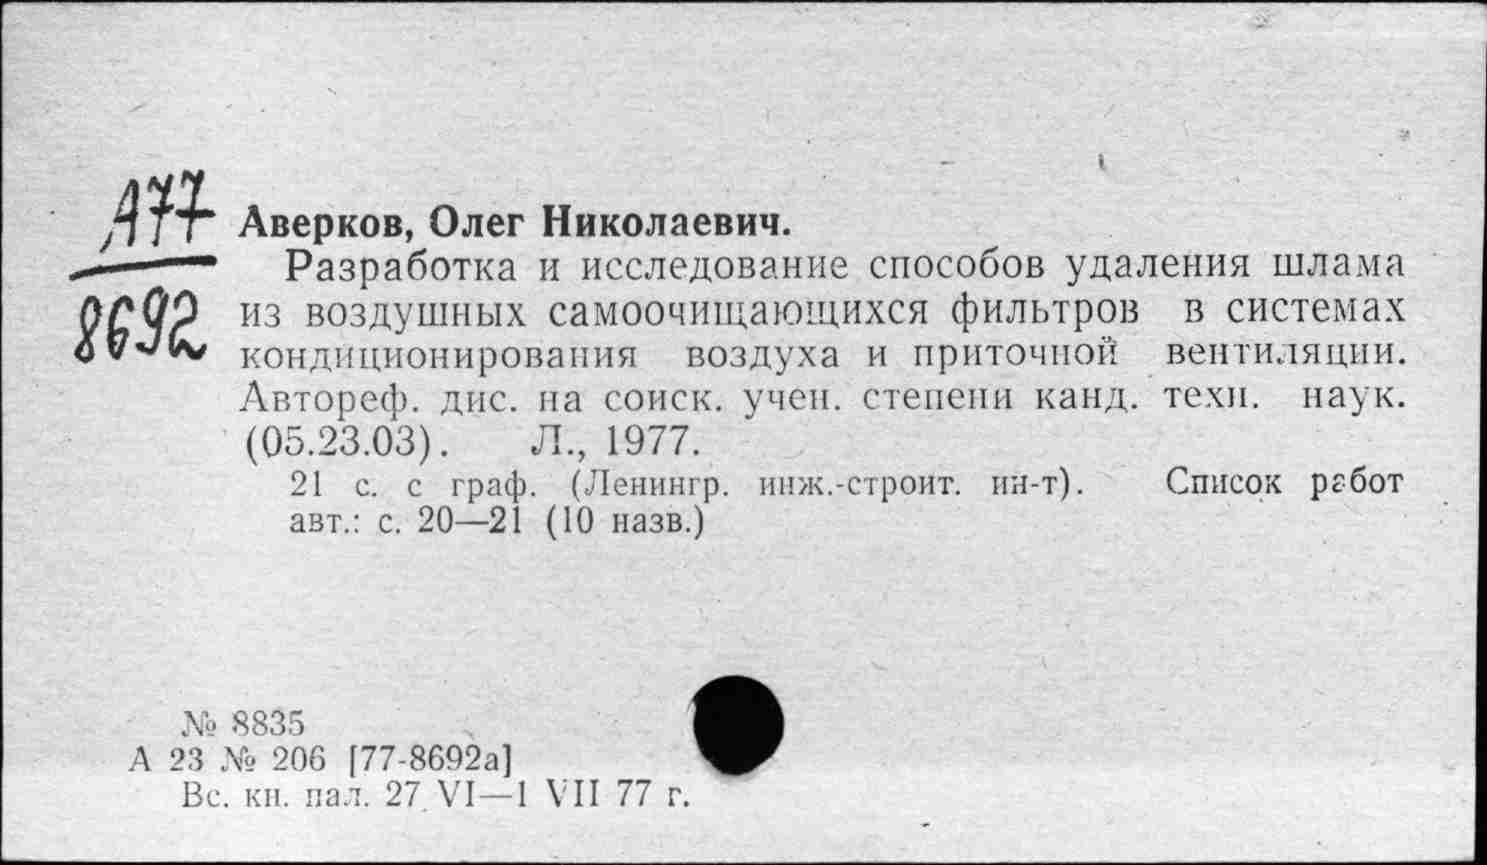 А77
8692
Аверков, Олег Николаевич.
Разработка и исследование способов удаления шлама
из воздушных самоочищающихся фильтров в системах
кондиционирования воздуха и приточной вентиляции.
Автореф. дис. на соиск. учен. степени канд. техн. наук.
(05.23.03). Л., 1977.
21 с. с граф. (Ленингр. инж.-строит. ин-т). Список работ
авт.: с. 20—21 (10 назв.)
№ 8835
А 23 № 206 [77-8692а]
Вс. кн. пал. 27 VI—1 VII 77 г.